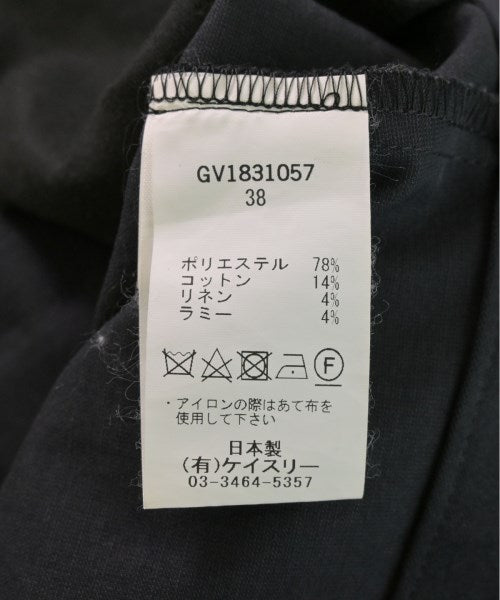 GV1831057
38
ポリエステル 78%
コットン 14%
リネン 4%
ラミー 4%
F
・アイロンの際はあて布を
使用して下さい
日本製
(有)ケイスリー
03-3464-5357